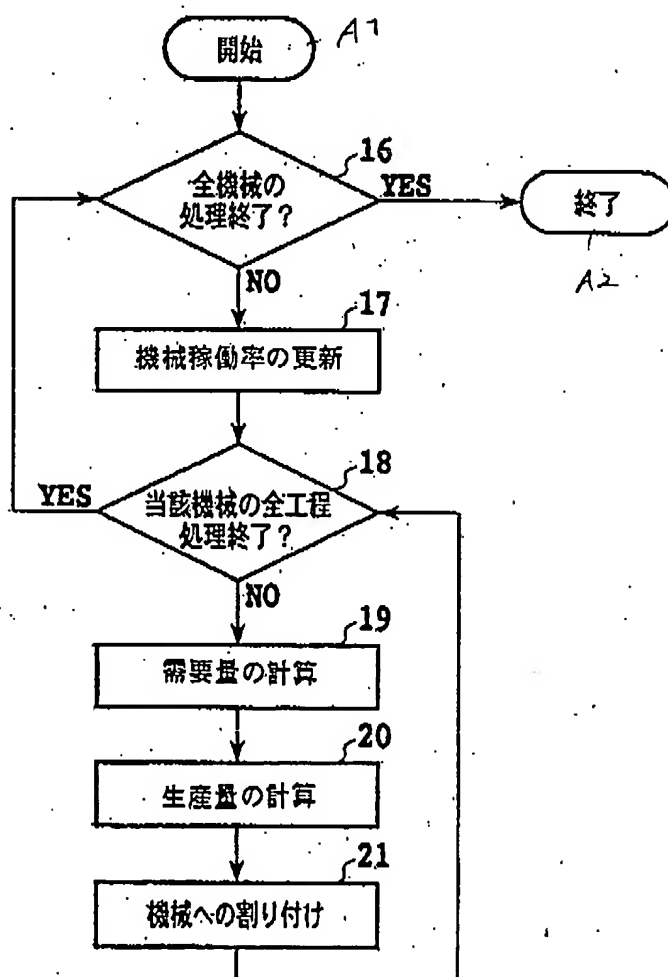 開始
A1
16
全機械の
処理終了?
YES
終了
A2
NO
17
機械稼働率の更新
18
YES
当該機械の全工程
処理終了?
NO
19
需要量の計算
20
生産量の計算
21
機械への割り付け